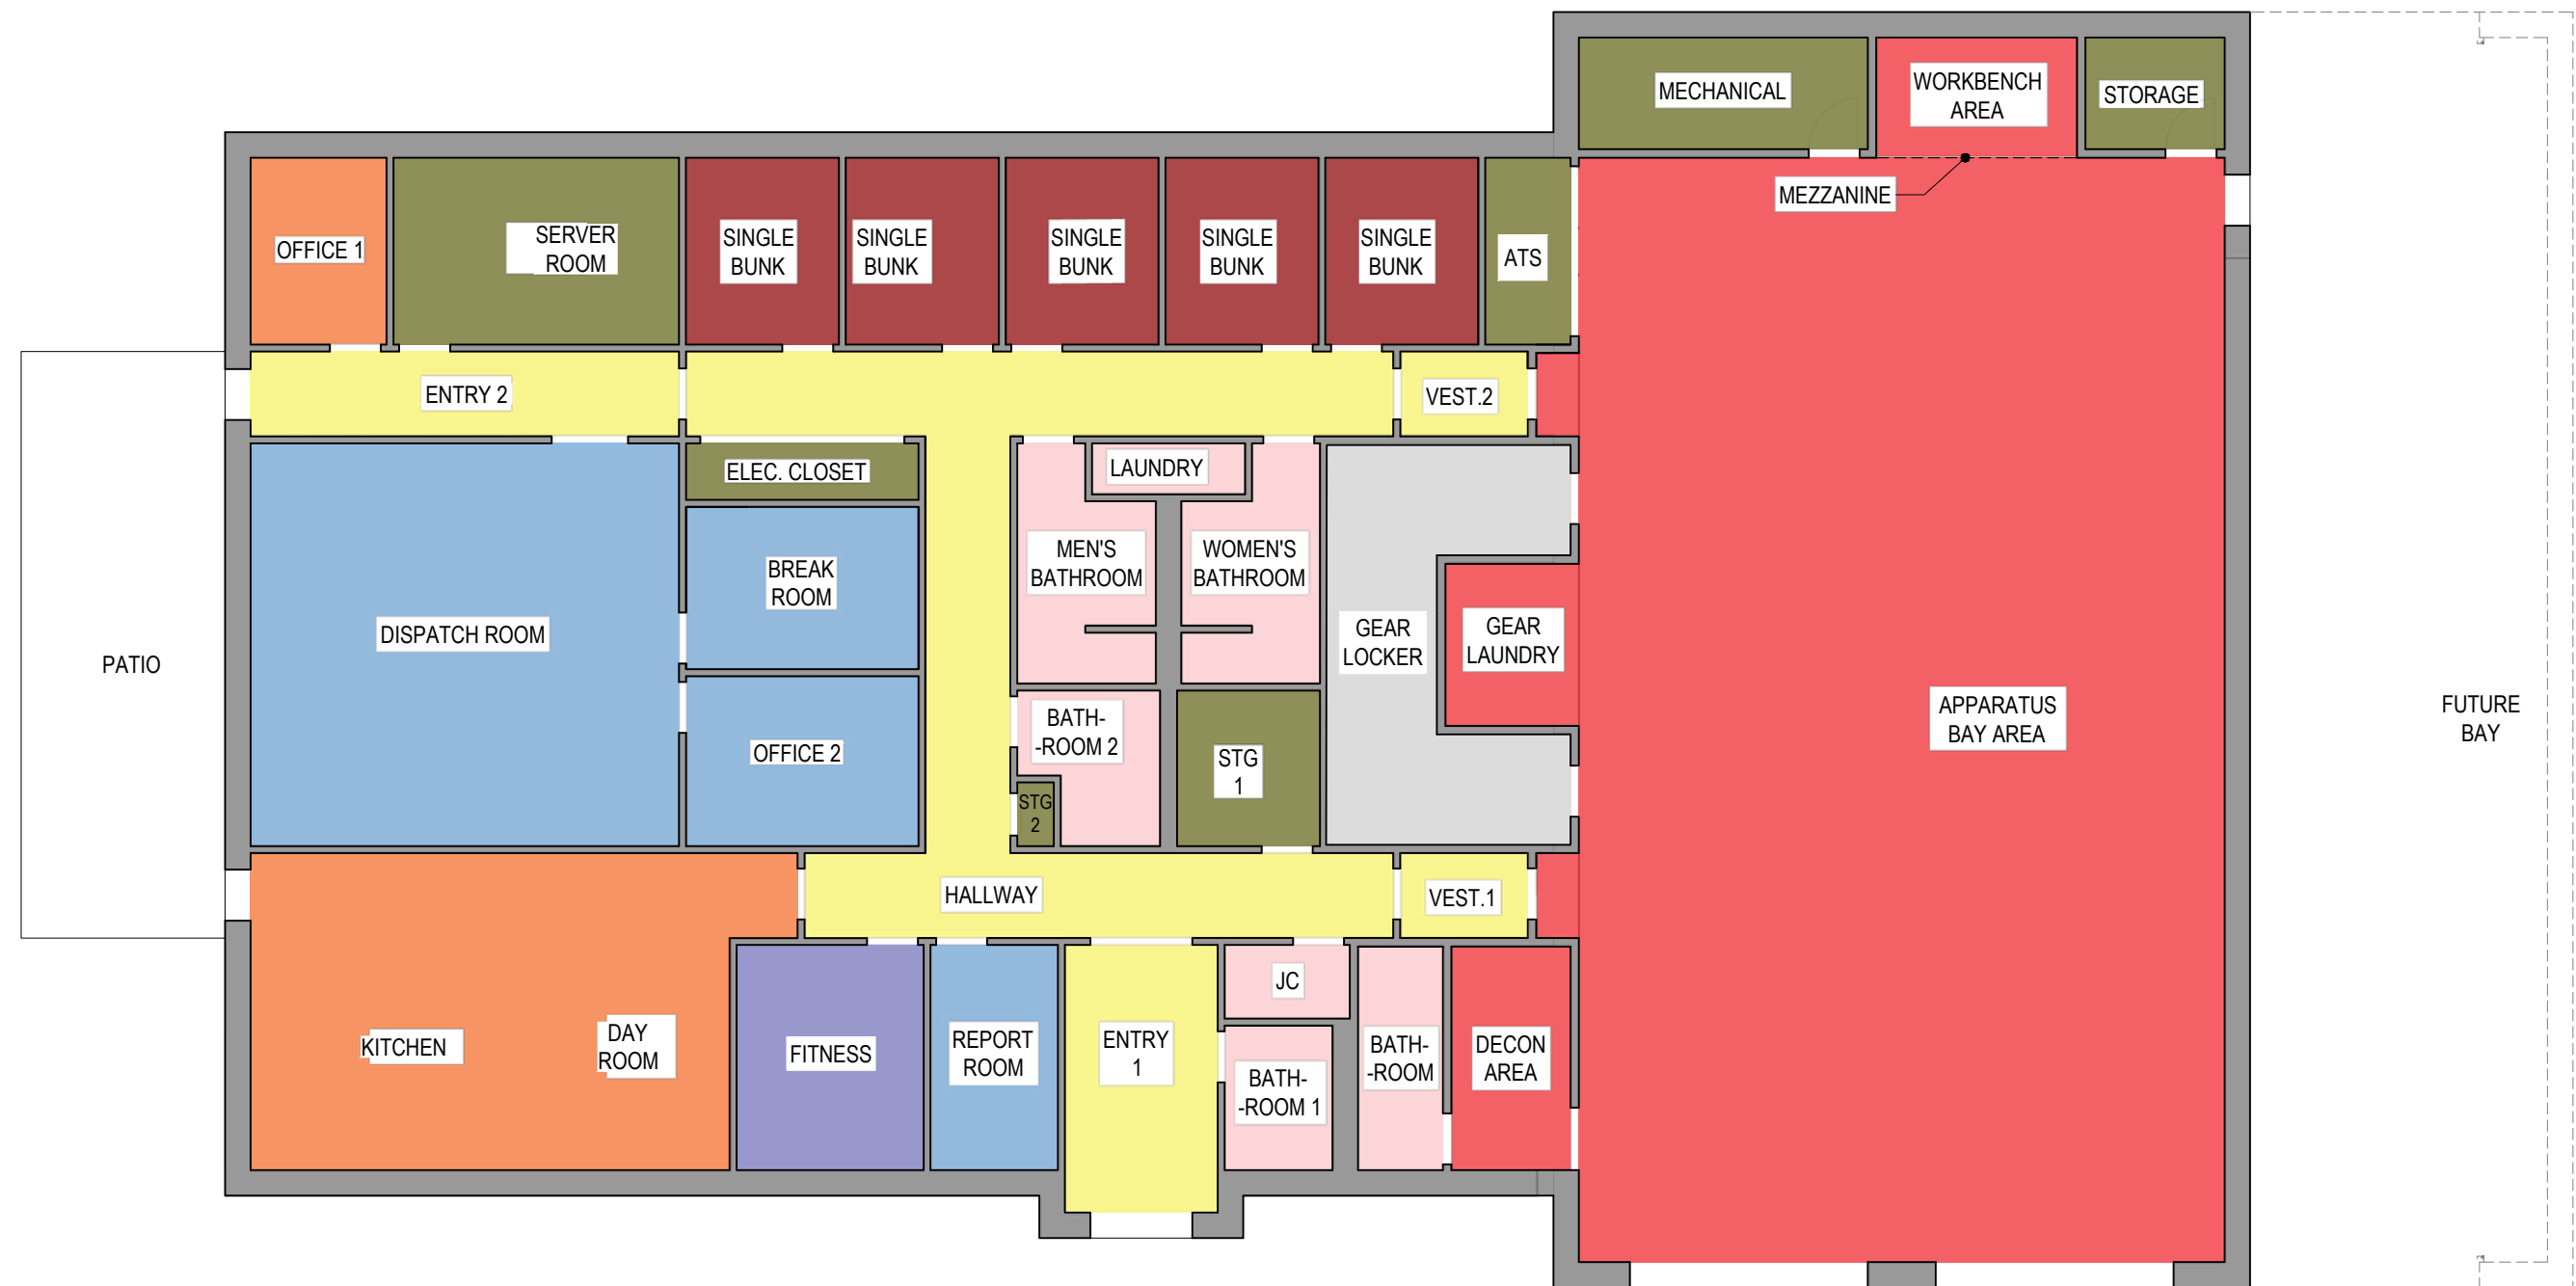 MECHANICAL
WORKBENCH
AREA
STORAGE
MEZZANINE
OFFICE 1
SERVER
ROOM
SINGLE
BUNK
SINGLE
BUNK
SINGLE
BUNK
SINGLE
BUNK
SINGLE
BUNK
ATS
ENTRY 2
VEST.2
ELEC. CLOSET
LAUNDRY
BREAK
ROOM
MEN'S
BATHROOM
WOMEN'S
BATHROOM
DISPATCH ROOM
GEAR
LOCKER
GEAR
LAUNDRY
PATIO
APPARATUS
BAY AREA
FUTURE
BAY
OFFICE 2
BATH-
-ROOM 2
STG
1
STG
2
HALLWAY
VEST.1
KITCHEN
DAY
ROOM
FITNESS
REPORT
ROOM
ENTRY
1
JC
BATH-
-ROOM 1
BATH-
-ROOM
DECON
AREA